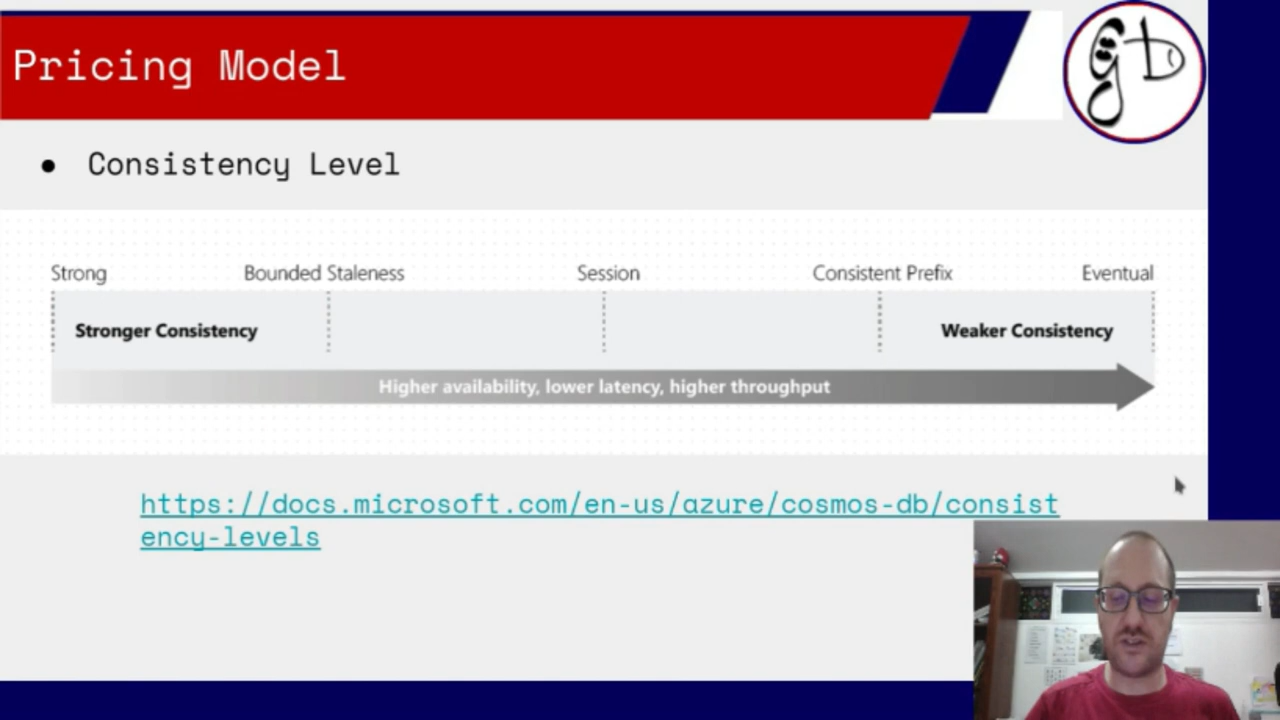 Pricing Model
● Consistency Level
Strong Bounded Staleness Session Consistent Prefix Eventual
Stronger Consistency Weaker Consistency
Higher availability, lower latency, higher throughput
https://docs.microsoft.com/en-us/azure/cosmos-db/consist
ency-levels